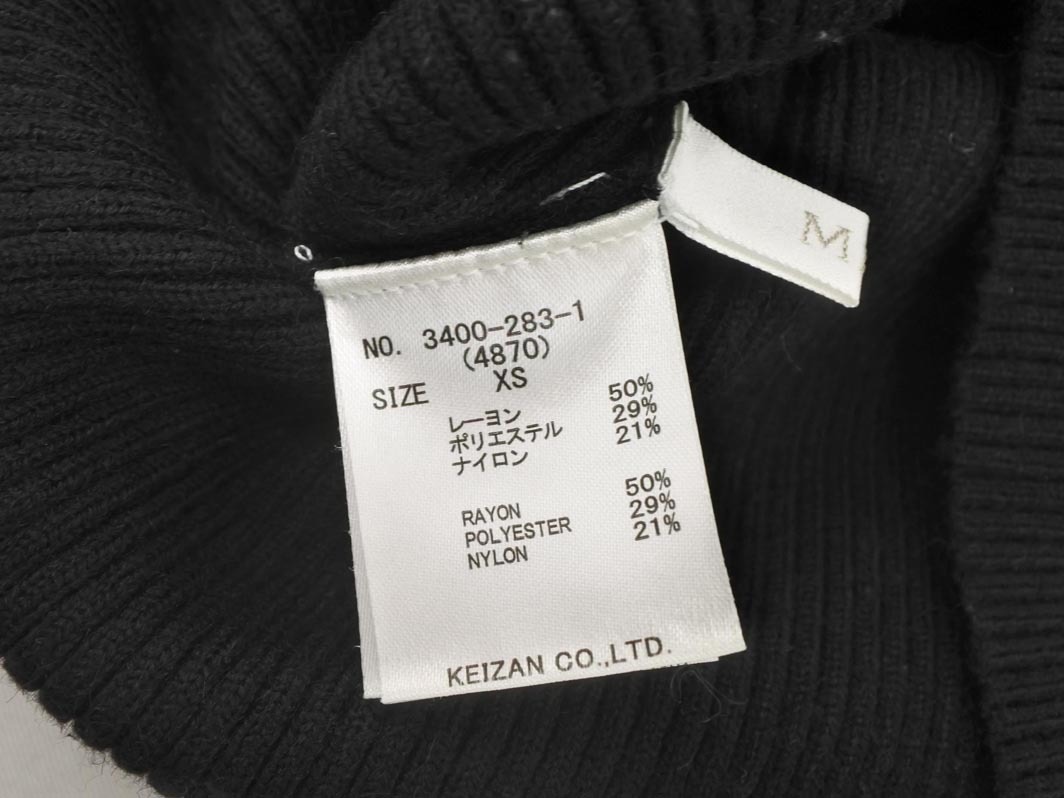 M
NO. 3400-283-1
(4870)
SIZE XS
レーヨン 50%
ポリエステル 29%
ナイロン 21%
RAYON 50%
POLYESTER 29%
NYLON 21%
KEIZAN CO.,LTD.